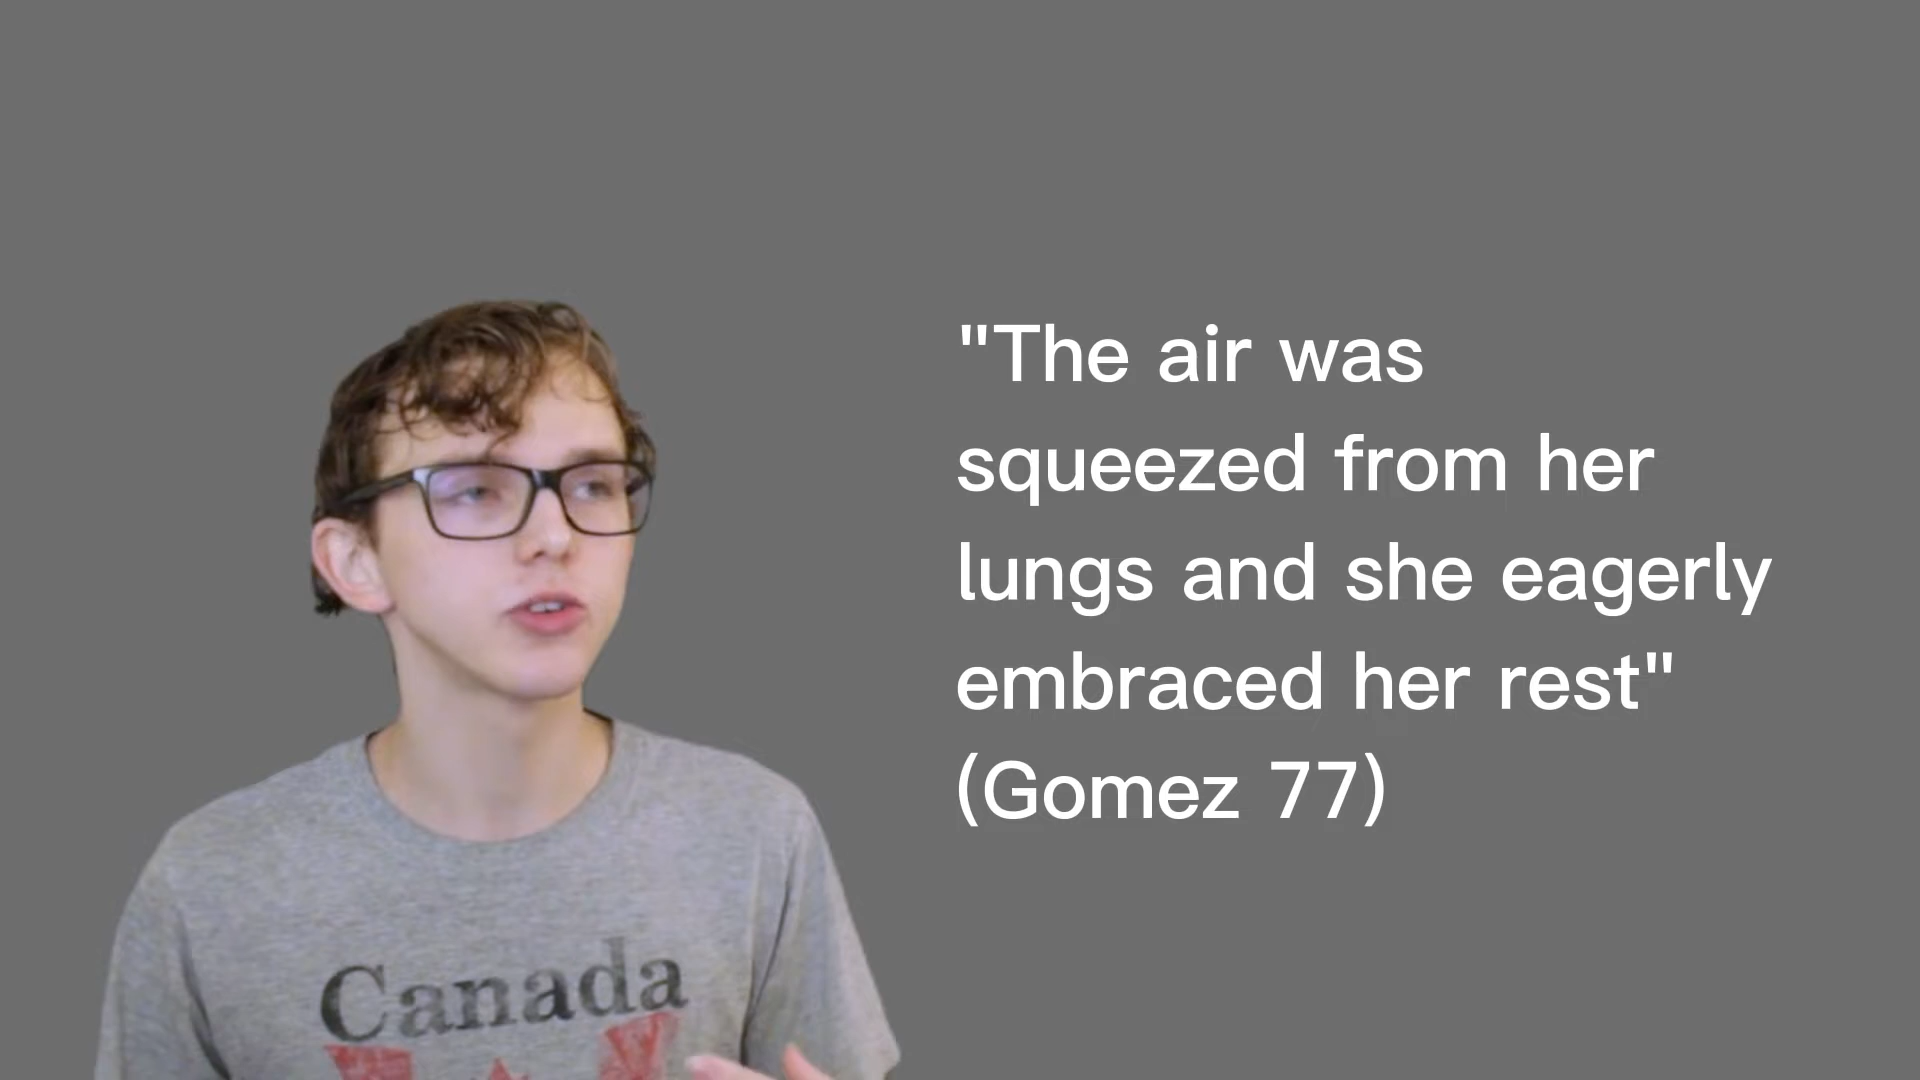 "The air was
squeezed from her
lungs and she eagerly
embraced her rest"
(Gomez 77)
Canada